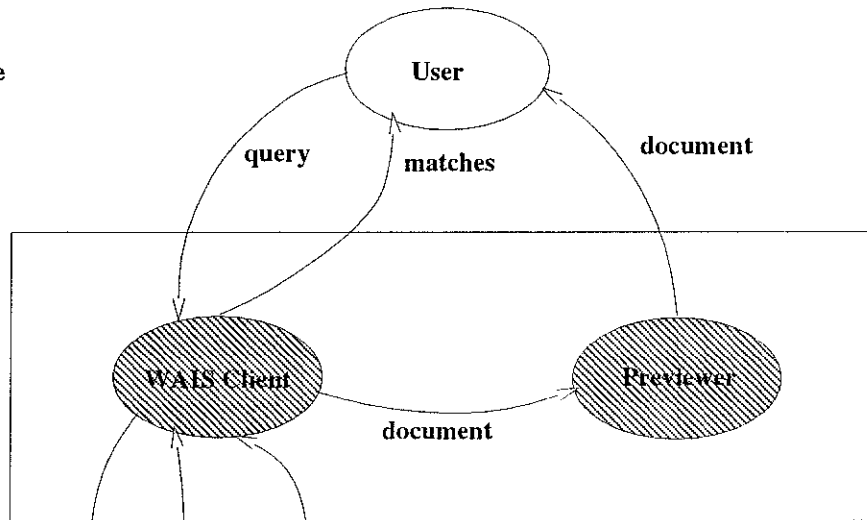 User
e
query
matches
document
WAIS Client
Previewer
document